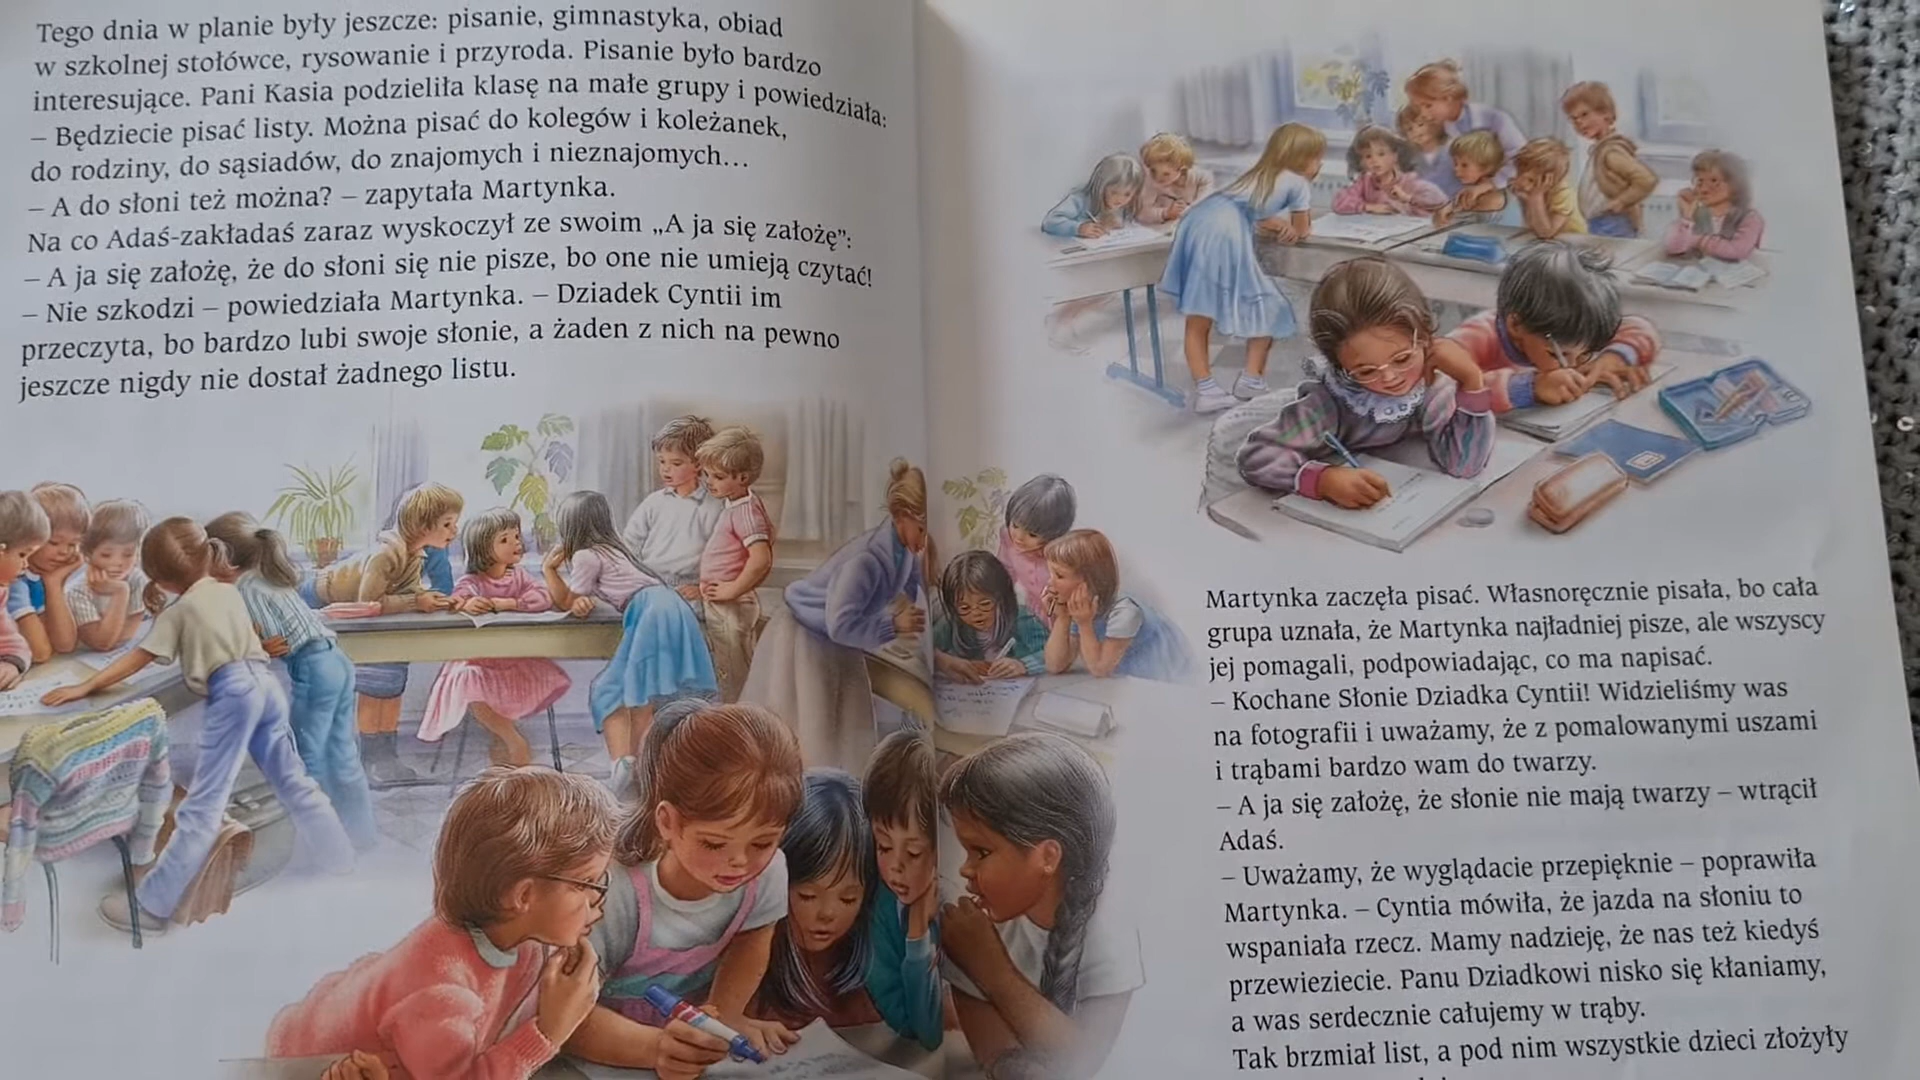 Tego dnia w planie były jeszcze: pisanie, gimnastyka, obiad
w szkolnej stołówce, rysowanie i przyroda. Pisanie było bardzo
interesujące. Pani Kasia podzieliła klasę na małe grupy i powiedziała:
– Będziecie pisać listy. Można pisać do kolegów i koleżanek,
do rodziny, do sąsiadów, do znajomych i nieznajomych...
– A do słoni też można? – zapytała Martynka.
Na co Adaś-zakładaś zaraz wyskoczył ze swoim „A ja się założę”:
– A ja się założę, że do słoni się nie pisze, bo one nie umieją czytać!
– Nie szkodzi – powiedziała Martynka. – Dziadek Cyntii im
przeczyta, bo bardzo lubi swoje słonie, a żaden z nich na pewno
jeszcze nigdy nie dostał żadnego listu.
Martynka zaczęła pisać. Własnoręcznie pisała, bo cała
grupa uznała, że Martynka najładniej pisze, ale wszyscy
jej pomagali, podpowiadając, co ma napisać.
– Kochane Słonie Dziadka Cyntii! Widzieliśmy was
na fotografii i uważamy, że z pomalowanymi uszami
i trąbami bardzo wam do twarzy.
– A ja się założę, że słonie nie mają twarzy – wtrącił
Adaś.
– Uważamy, że wyglądacie przepięknie – poprawiła
Martynka. – Cyntia mówiła, że jazda na słoniu to
wspaniała rzecz. Mamy nadzieję, że nas też kiedyś
przewieziecie. Panu Dziadkowi nisko się kłaniamy,
a was serdecznie całujemy w trąby.
Tak brzmiał list, a pod nim wszystkie dzieci złożyły